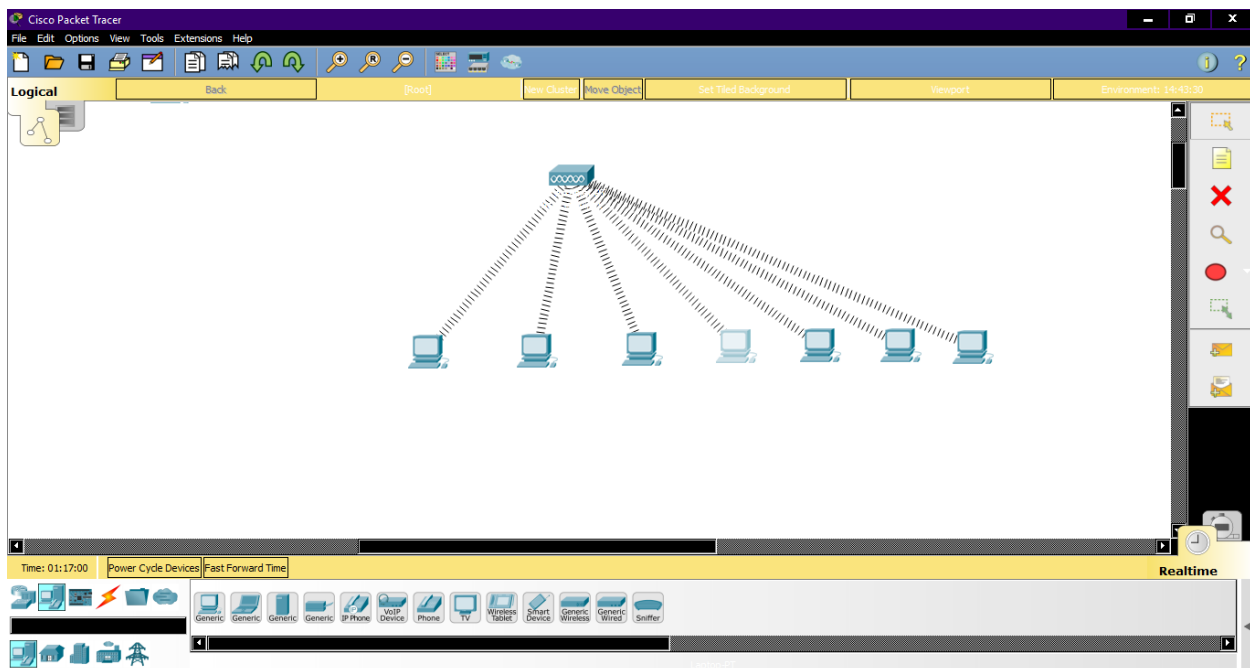 Cisco Packet Tracer
File Edit Options View Tools Extensions Help
Logical Back [Root] New Cluster Move Object Set Tiled Background Viewport Environment: 14:43:30
Time: 01:17:00 Power Cycle Devices Fast Forward Time
Realtime
Generic Generic Generic Generic IP Phone VoIP Device Phone TV Wireless Tablet Smart Device Generic Wireless Generic Wired Sniffer
Laptop-PT